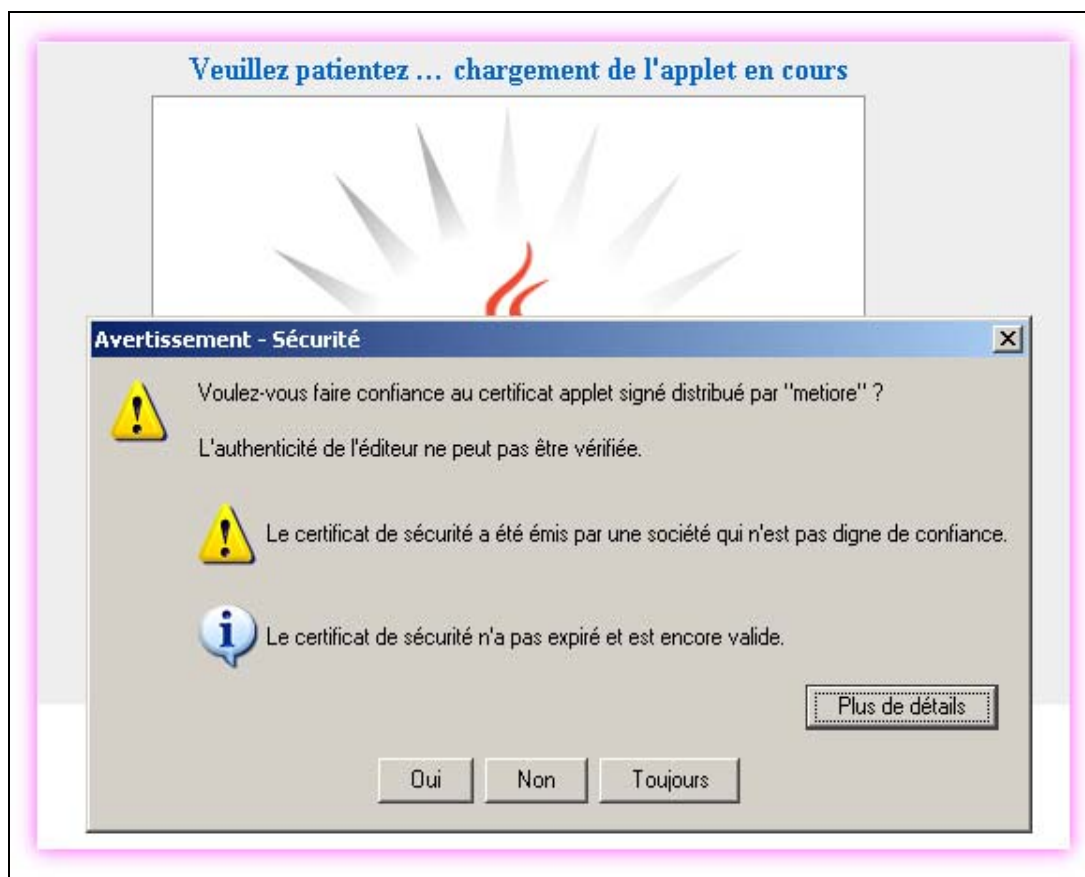 Veuillez patientez ... chargement de l'applet en cours
Avertissement - Sécurité
Voulez-vous faire confiance au certificat applet signé distribué par "metiore" ?
L'authenticité de l'éditeur ne peut pas être vérifiée.
Le certificat de sécurité a été émis par une société qui n'est pas digne de confiance.
Le certificat de sécurité n'a pas expiré et est encore valide.
Plus de détails
Oui Non Toujours